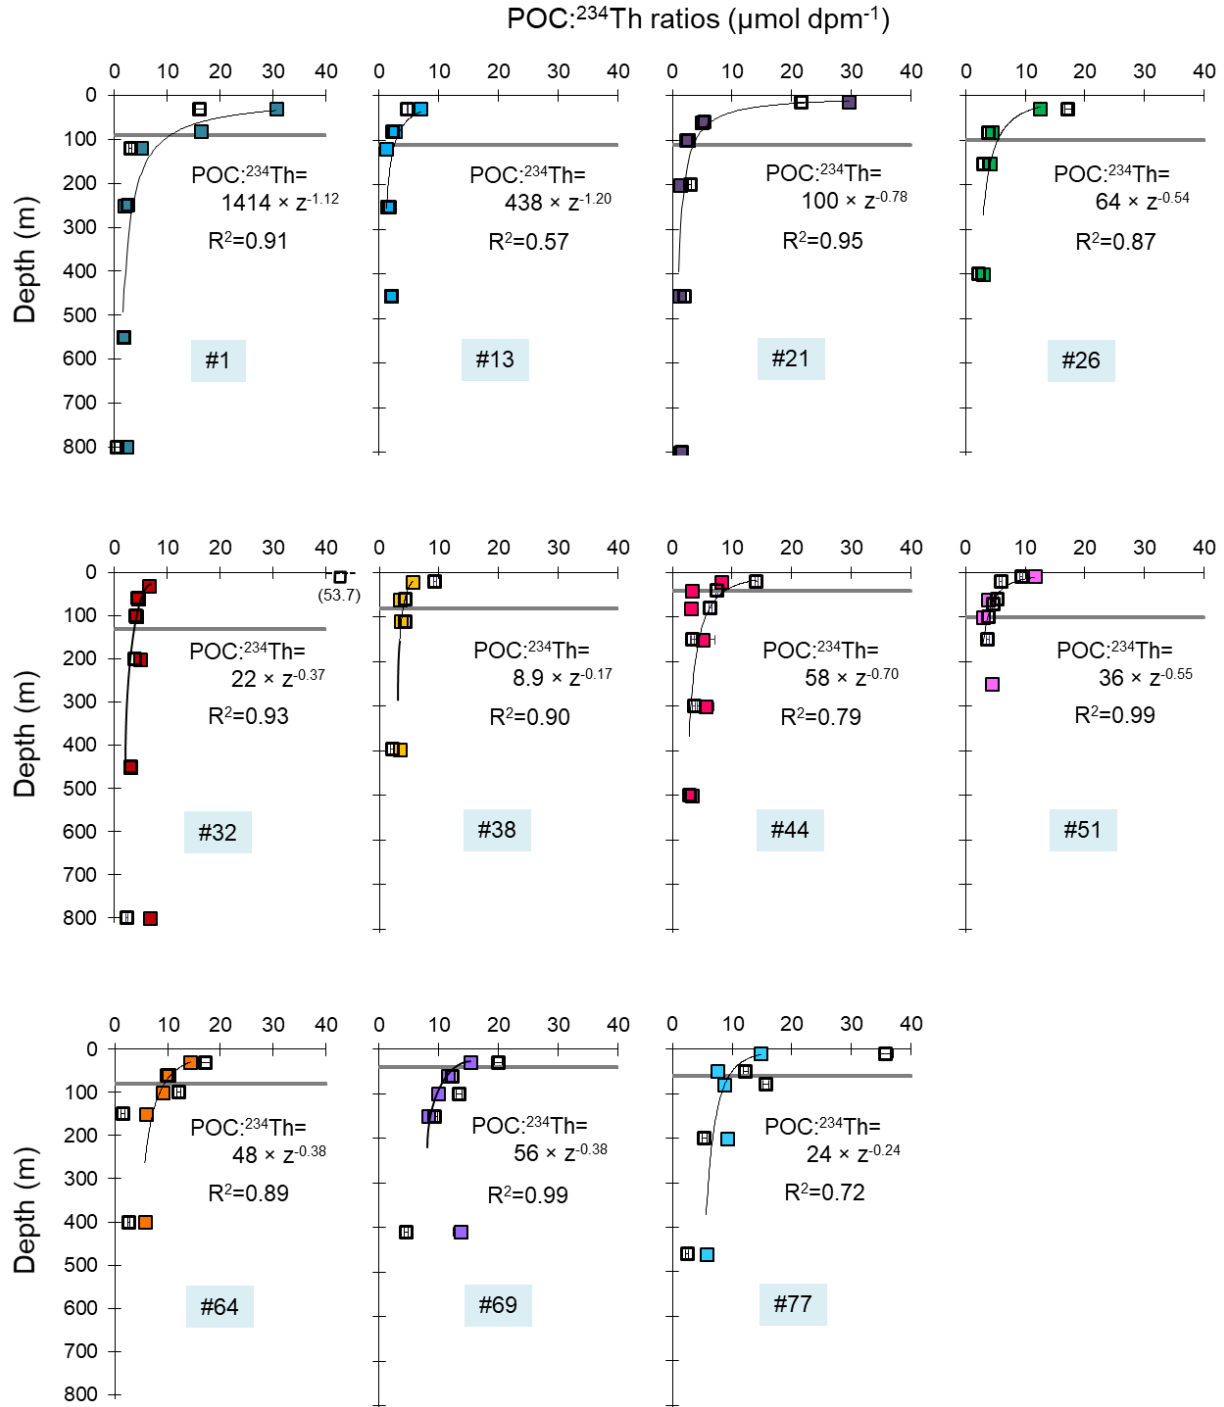 POC:²³⁴Th ratios (µmol dpm⁻¹)
0 10 20 30 40 0 10 20 30 40 0 10 20 30 40 0 10 20 30 40
Depth (m)
0
100
200
300
400
500
600
700
800
POC:²³⁴Th=
1414 × z⁻¹·¹²
R²=0.91
#1
POC:²³⁴Th=
438 × z⁻¹·²⁰
R²=0.57
#13
POC:²³⁴Th=
100 × z⁻⁰·⁷⁸
R²=0.95
#21
POC:²³⁴Th=
64 × z⁻⁰·⁵⁴
R²=0.87
#26
0 10 20 30 40 0 10 20 30 40 0 10 20 30 40 0 10 20 30 40
Depth (m)
0
100
200
300
400
500
600
700
800
(53.7)
POC:²³⁴Th=
22 × z⁻⁰·³⁷
R²=0.93
#32
POC:²³⁴Th=
8.9 × z⁻⁰·¹⁷
R²=0.90
#38
POC:²³⁴Th=
58 × z⁻⁰·⁷⁰
R²=0.79
#44
POC:²³⁴Th=
36 × z⁻⁰·⁵⁵
R²=0.99
#51
0 10 20 30 40 0 10 20 30 40 0 10 20 30 40
Depth (m)
0
100
200
300
400
500
600
700
800
POC:²³⁴Th=
48 × z⁻⁰·³⁸
R²=0.89
#64
POC:²³⁴Th=
56 × z⁻⁰·³⁸
R²=0.99
#69
POC:²³⁴Th=
24 × z⁻⁰·²⁴
R²=0.72
#77